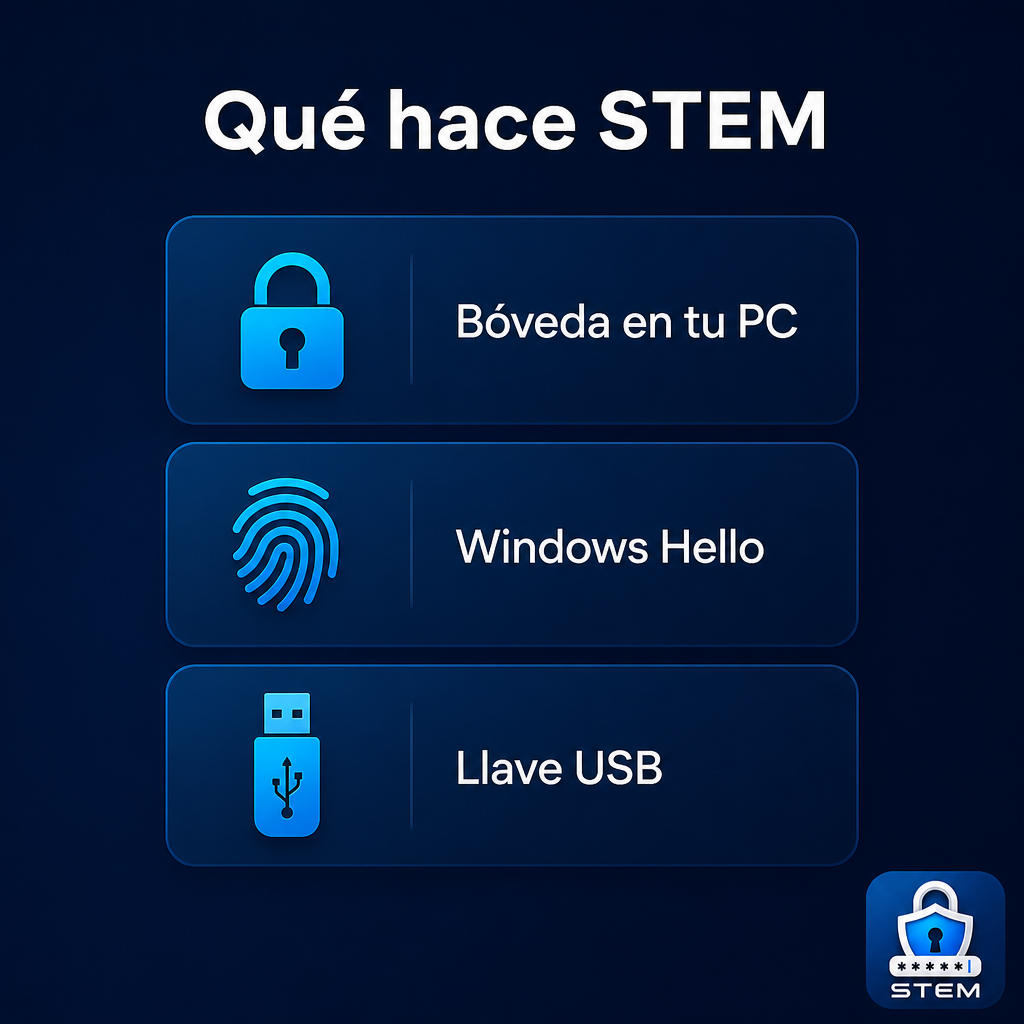 Qué hace STEM
Bóveda en tu PC
Windows Hello
Llave USB
*****|
STEM